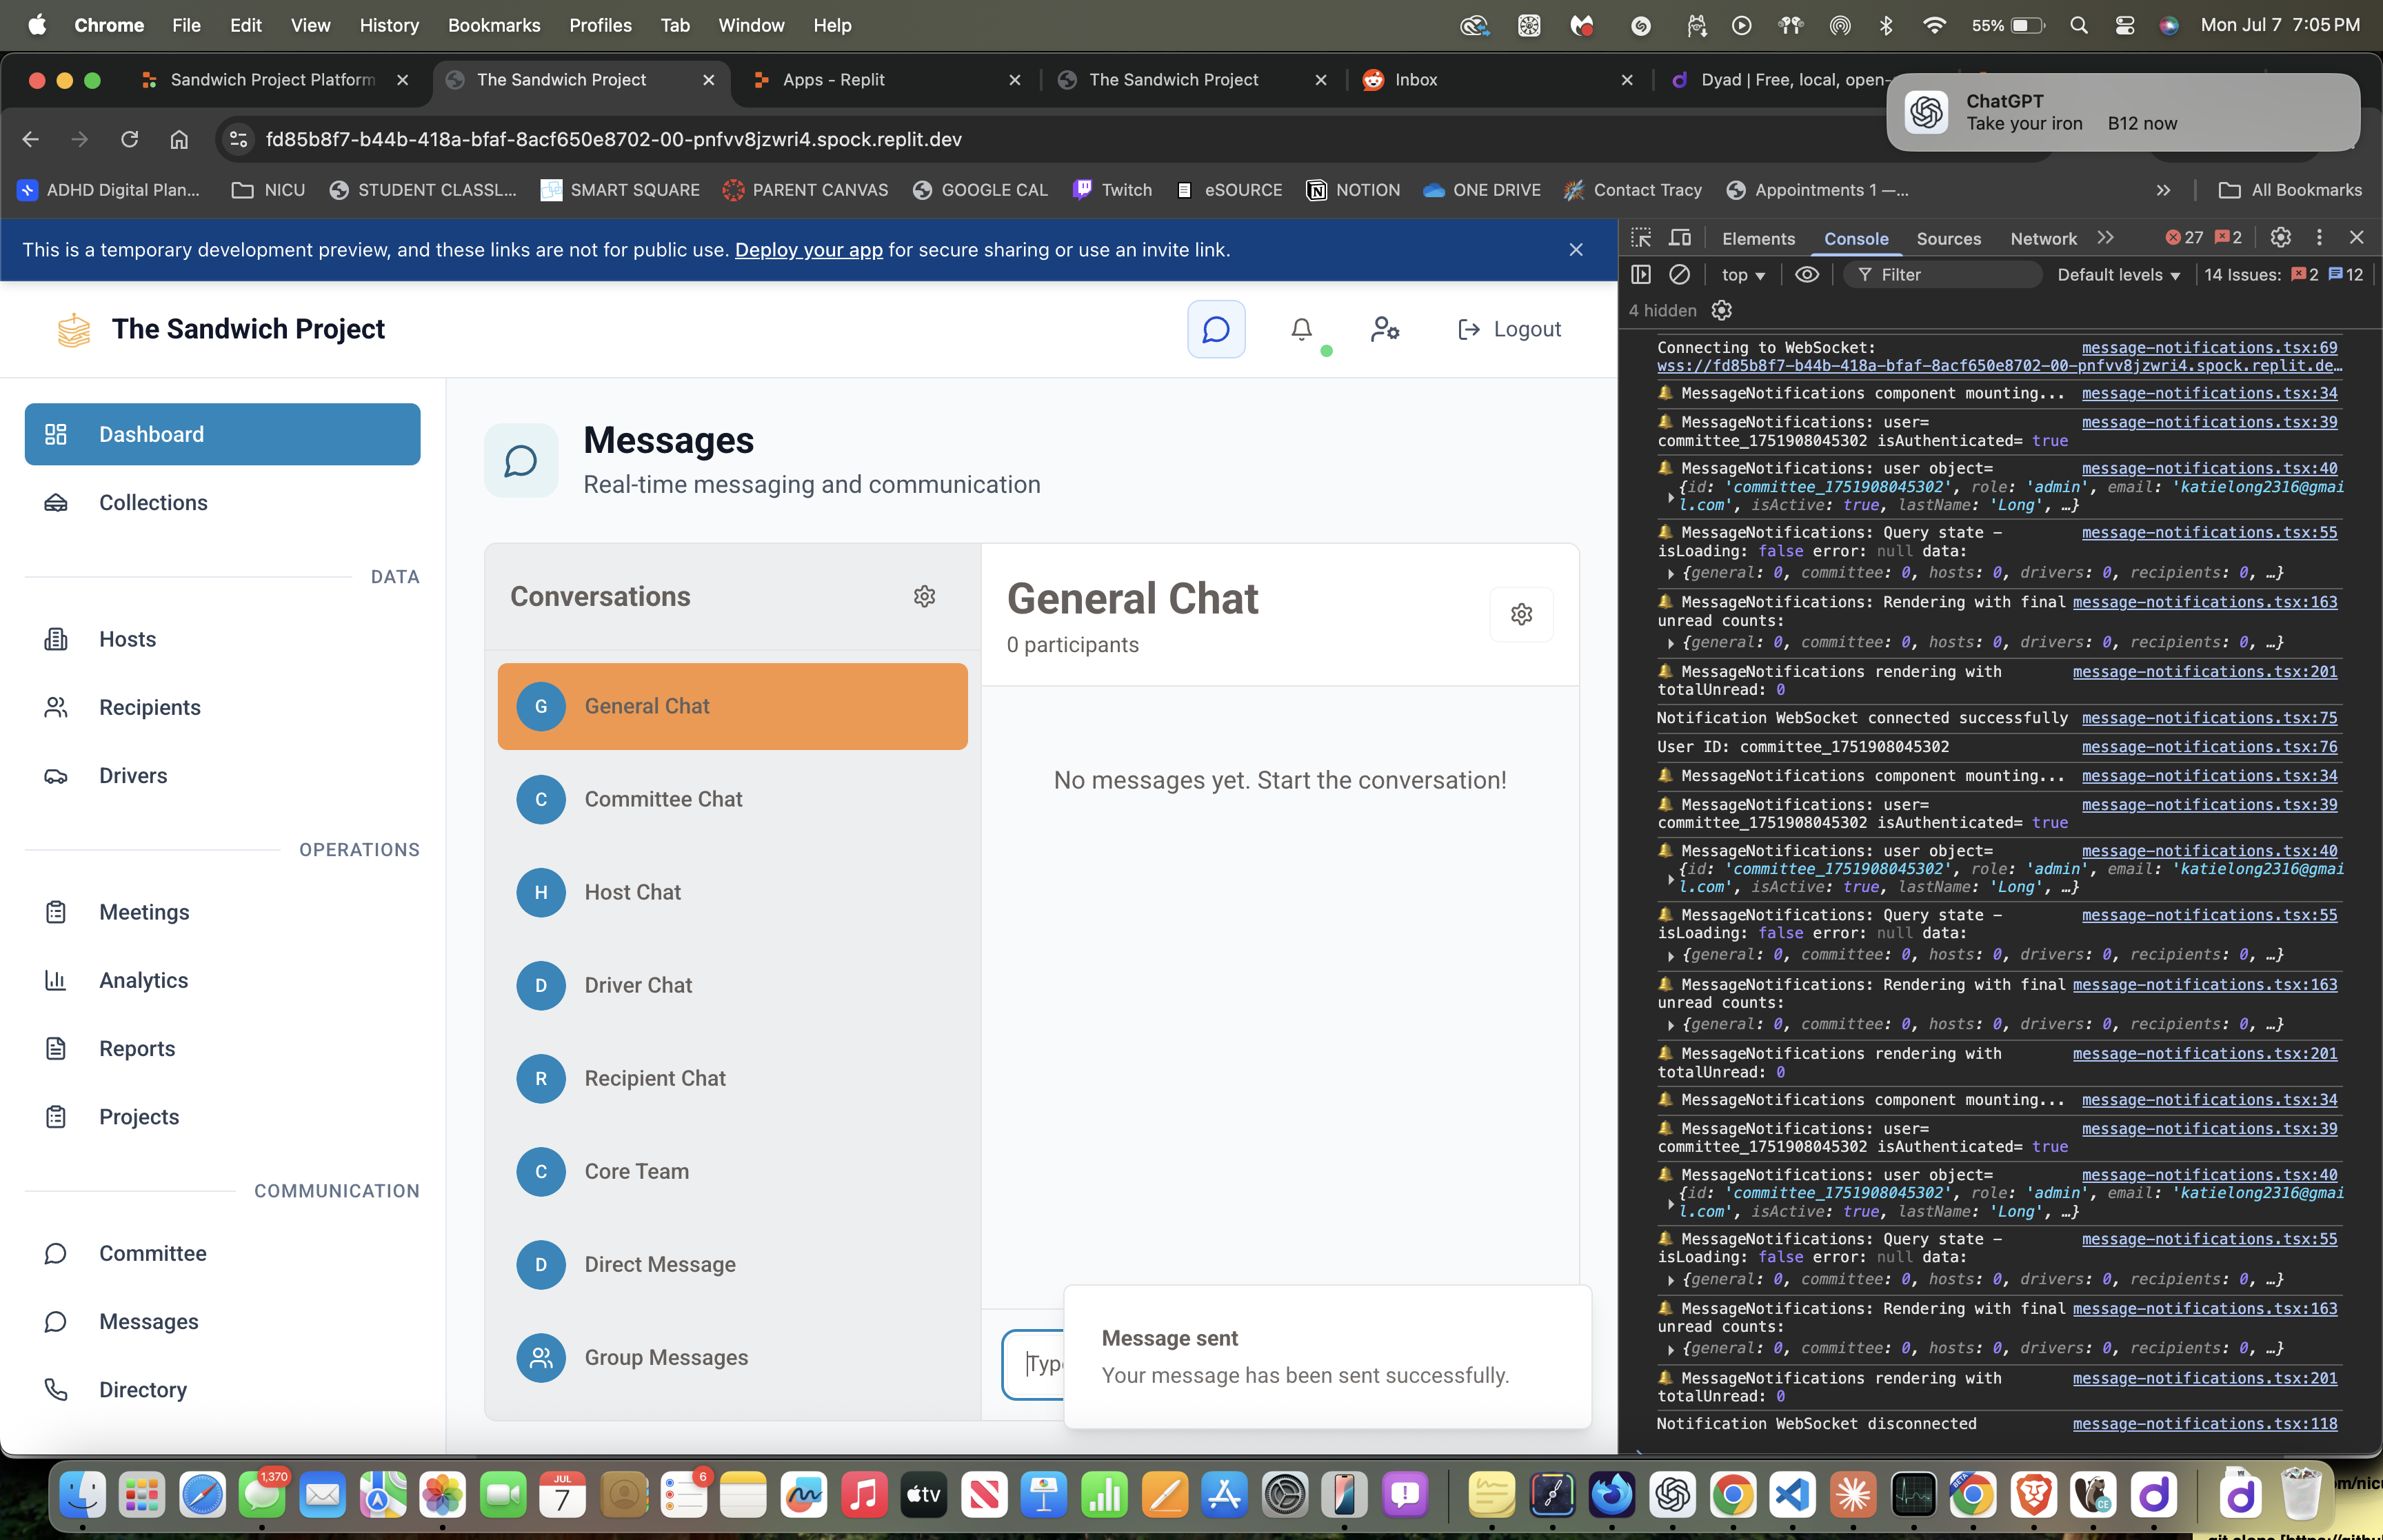 Chrome File Edit View History Bookmarks Profiles Tab Window Help 55% Mon Jul 7 7:05 PM
Sandwich Project Platform The Sandwich Project Apps - Replit The Sandwich Project Inbox Dyad | Free, local, open-
ChatGPT
Take your iron B12 now
fd85b8f7-b44b-418a-bfaf-8acf650e8702-00-pnfvv8jzwri4.spock.replit.dev
ADHD Digital Plan... NICU STUDENT CLASSL... SMART SQUARE PARENT CANVAS GOOGLE CAL Twitch eSOURCE NOTION ONE DRIVE Contact Tracy Appointments 1 —... All Bookmarks
This is a temporary development preview, and these links are not for public use. Deploy your app for secure sharing or use an invite link.
The Sandwich Project
Logout
Dashboard
Collections
DATA
Hosts
Recipients
Drivers
OPERATIONS
Meetings
Analytics
Reports
Projects
COMMUNICATION
Committee
Messages
Directory
Messages
Real-time messaging and communication
Conversations
G General Chat
C Committee Chat
H Host Chat
D Driver Chat
R Recipient Chat
C Core Team
D Direct Message
Group Messages
General Chat
0 participants
No messages yet. Start the conversation!
Typ
Message sent
Your message has been sent successfully.
Elements Console Sources Network 27 2
top Filter Default levels 14 Issues: 2 12
4 hidden
Connecting to WebSocket: message-notifications.tsx:69
wss://fd85b8f7-b44b-418a-bfaf-8acf650e8702-00-pnfvv8jzwri4.spock.replit.de…
🔔 MessageNotifications component mounting... message-notifications.tsx:34
🔔 MessageNotifications: user= message-notifications.tsx:39
committee_1751908045302 isAuthenticated= true
🔔 MessageNotifications: user object= message-notifications.tsx:40
{id: 'committee_1751908045302', role: 'admin', email: 'katielong2316@gmai
l.com', isActive: true, lastName: 'Long', …}
🔔 MessageNotifications: Query state - message-notifications.tsx:55
isLoading: false error: null data:
{general: 0, committee: 0, hosts: 0, drivers: 0, recipients: 0, …}
🔔 MessageNotifications: Rendering with final message-notifications.tsx:163
unread counts:
{general: 0, committee: 0, hosts: 0, drivers: 0, recipients: 0, …}
🔔 MessageNotifications rendering with message-notifications.tsx:201
totalUnread: 0
Notification WebSocket connected successfully message-notifications.tsx:75
User ID: committee_1751908045302 message-notifications.tsx:76
🔔 MessageNotifications component mounting... message-notifications.tsx:34
🔔 MessageNotifications: user= message-notifications.tsx:39
committee_1751908045302 isAuthenticated= true
🔔 MessageNotifications: user object= message-notifications.tsx:40
{id: 'committee_1751908045302', role: 'admin', email: 'katielong2316@gmai
l.com', isActive: true, lastName: 'Long', …}
🔔 MessageNotifications: Query state - message-notifications.tsx:55
isLoading: false error: null data:
{general: 0, committee: 0, hosts: 0, drivers: 0, recipients: 0, …}
🔔 MessageNotifications: Rendering with final message-notifications.tsx:163
unread counts:
{general: 0, committee: 0, hosts: 0, drivers: 0, recipients: 0, …}
🔔 MessageNotifications rendering with message-notifications.tsx:201
totalUnread: 0
🔔 MessageNotifications component mounting... message-notifications.tsx:34
🔔 MessageNotifications: user= message-notifications.tsx:39
committee_1751908045302 isAuthenticated= true
🔔 MessageNotifications: user object= message-notifications.tsx:40
{id: 'committee_1751908045302', role: 'admin', email: 'katielong2316@gmai
l.com', isActive: true, lastName: 'Long', …}
🔔 MessageNotifications: Query state - message-notifications.tsx:55
isLoading: false error: null data:
{general: 0, committee: 0, hosts: 0, drivers: 0, recipients: 0, …}
🔔 MessageNotifications: Rendering with final message-notifications.tsx:163
unread counts:
{general: 0, committee: 0, hosts: 0, drivers: 0, recipients: 0, …}
🔔 MessageNotifications rendering with message-notifications.tsx:201
totalUnread: 0
Notification WebSocket disconnected message-notifications.tsx:118
1,370 JUL 7 6 tv